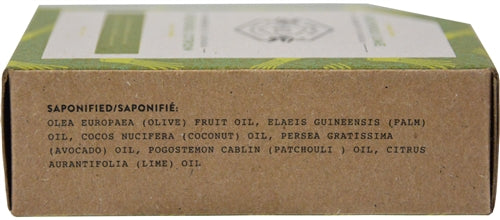 SAPONIFIED/SAPONIFIÉ:
OLEA EUROPAEA (OLIVE) FRUIT OIL, ELAEIS GUINEENSIS (PALM)
OIL, COCOS NUCIFERA (COCONUT) OIL, PERSEA GRATISSIMA
(AVOCADO) OIL, POGOSTEMON CABLIN (PATCHOULI ) OIL, CITRUS
AURANTIFOLIA (LIME) OIL